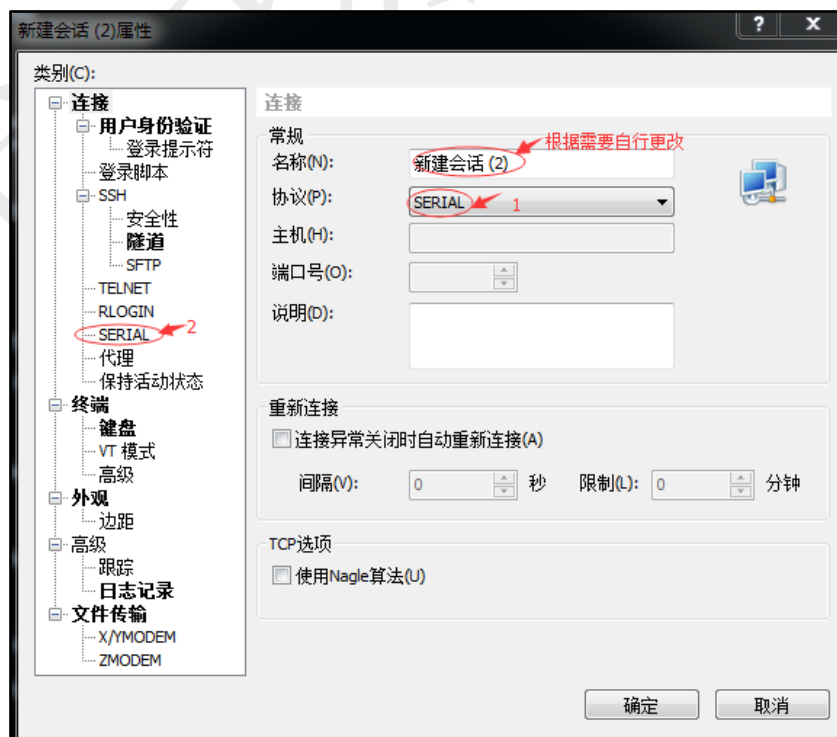 新建会话 (2)属性
? x
类别(C):
连接
用户身份验证
登录提示符
登录脚本
SSH
安全性
隧道
SFTP
TELNET
RLOGIN
SERIAL
2
代理
保持活动状态
终端
键盘
VT 模式
高级
外观
边距
高级
跟踪
日志记录
文件传输
X/YMODEM
ZMODEM
连接
常规
根据需要自行更改
名称(N): 新建会话 (2)
协议(P): SERIAL 1
主机(H):
端口号(O):
说明(D):
重新连接
连接异常关闭时自动重新连接(A)
间隔(V): 0 秒 限制(L): 0 分钟
TCP选项
使用Nagle算法(U)
确定 取消